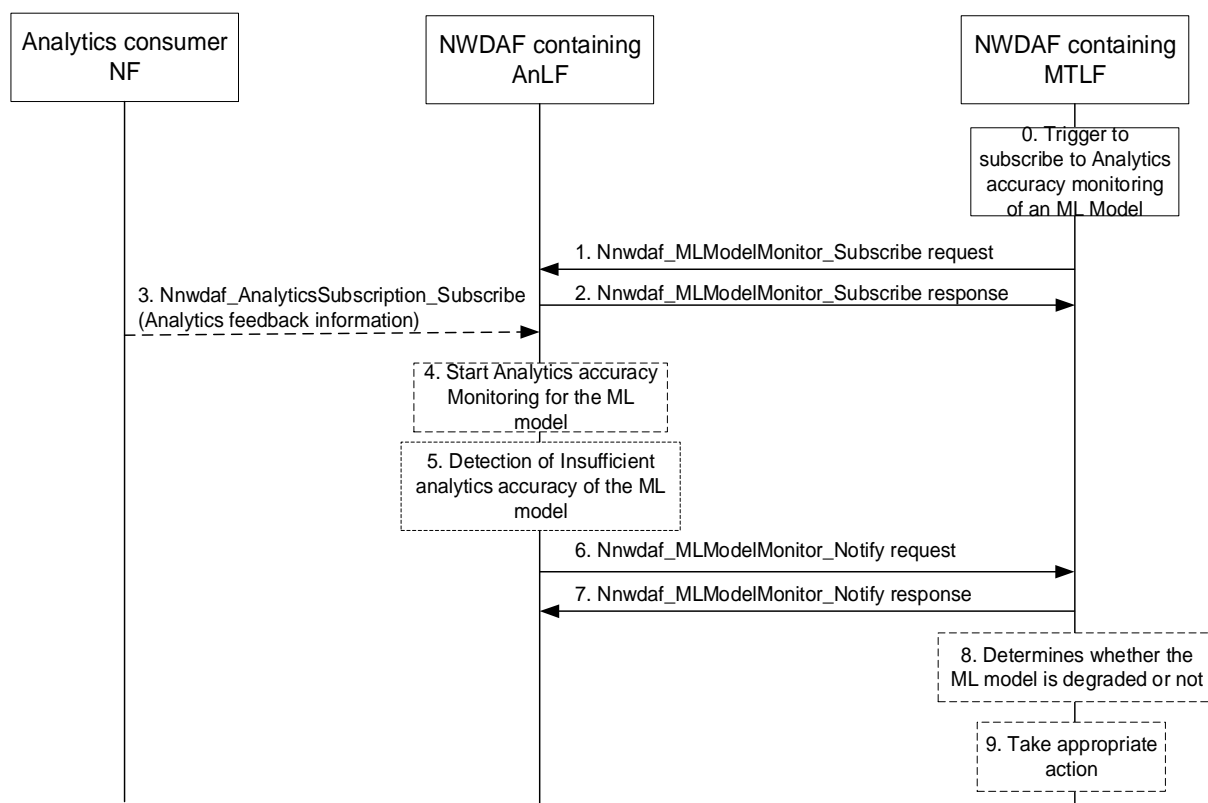 Analytics consumer
NF
NWDAF containing
AnLF
NWDAF containing
MTLF
0. Trigger to
subscribe to Analytics
accuracy monitoring
of an ML Model
1. Nnwdaf_MLModelMonitor_Subscribe request
2. Nnwdaf_MLModelMonitor_Subscribe response
3. Nnwdaf_AnalyticsSubscription_Subscribe
(Analytics feedback information)
4. Start Analytics accuracy
Monitoring for the ML
model
5. Detection of Insufficient
analytics accuracy of the ML
model
6. Nnwdaf_MLModelMonitor_Notify request
7. Nnwdaf_MLModelMonitor_Notify response
8. Determines whether the
ML model is degraded or not
9. Take appropriate
action